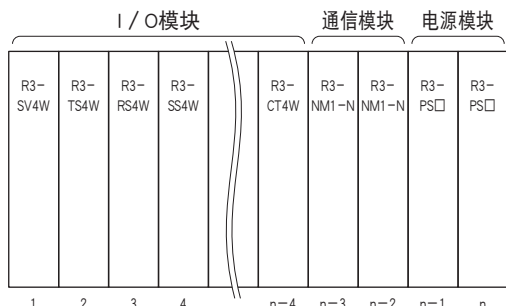 I／O模块 通信模块 电源模块
R3－ R3－ R3－ R3－ R3－ R3－ R3－ R3－ R3－
SV4W TS4W RS4W SS4W CT4W NM1－N NM1－N PS□ PS□
1 2 3 4 n－4 n－3 n－2 n－1 n